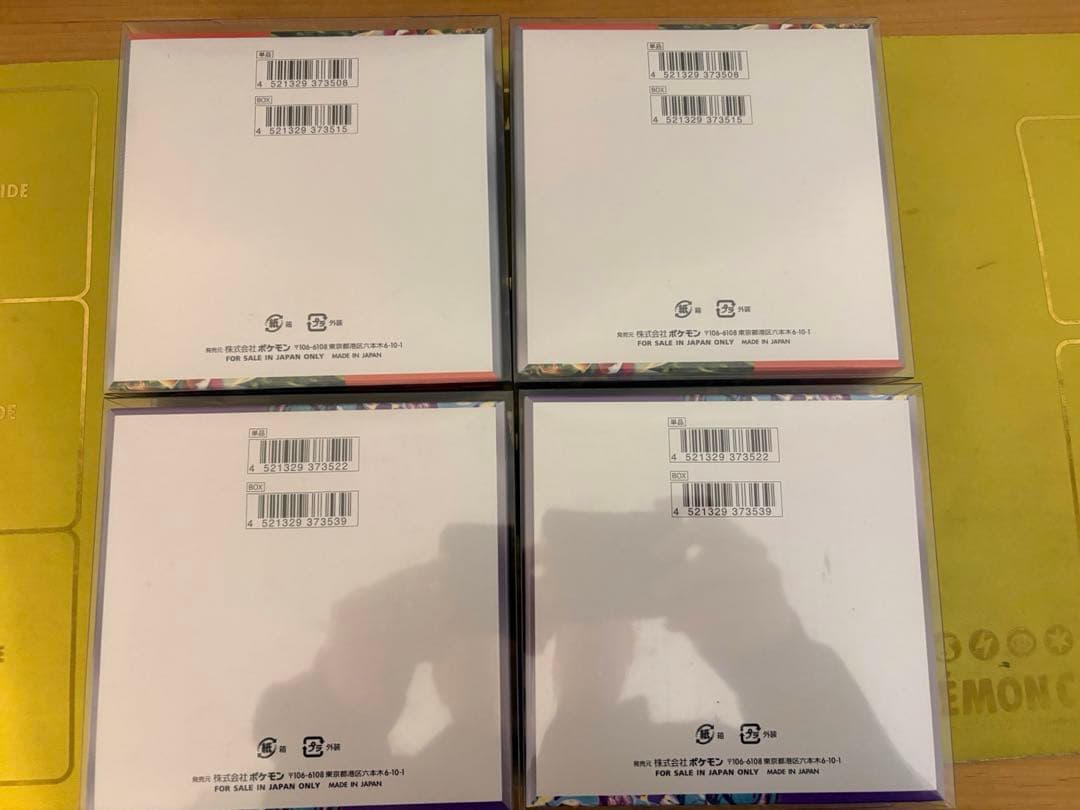 単品
4 521329 373508
BOX
4 521329 373515
紙 箱 プラ 外装
発売元 株式会社ポケモン 〒106-6108 東京都港区六本木6-10-1
FOR SALE IN JAPAN ONLY MADE IN JAPAN
単品
4 521329 373508
BOX
4 521329 373515
紙 箱 プラ 外装
発売元 株式会社ポケモン 〒106-6108 東京都港区六本木6-10-1
FOR SALE IN JAPAN ONLY MADE IN JAPAN
単品
4 521329 373522
BOX
4 521329 373539
紙 箱 プラ 外装
発売元 株式会社ポケモン 〒106-6108 東京都港区六本木6-10-1
FOR SALE IN JAPAN ONLY MADE IN JAPAN
単品
4 521329 373522
BOX
4 521329 373539
紙 箱 プラ 外装
発売元 株式会社ポケモン 〒106-6108 東京都港区六本木6-10-1
FOR SALE IN JAPAN ONLY MADE IN JAPAN
IDE
DE
ÉMON C